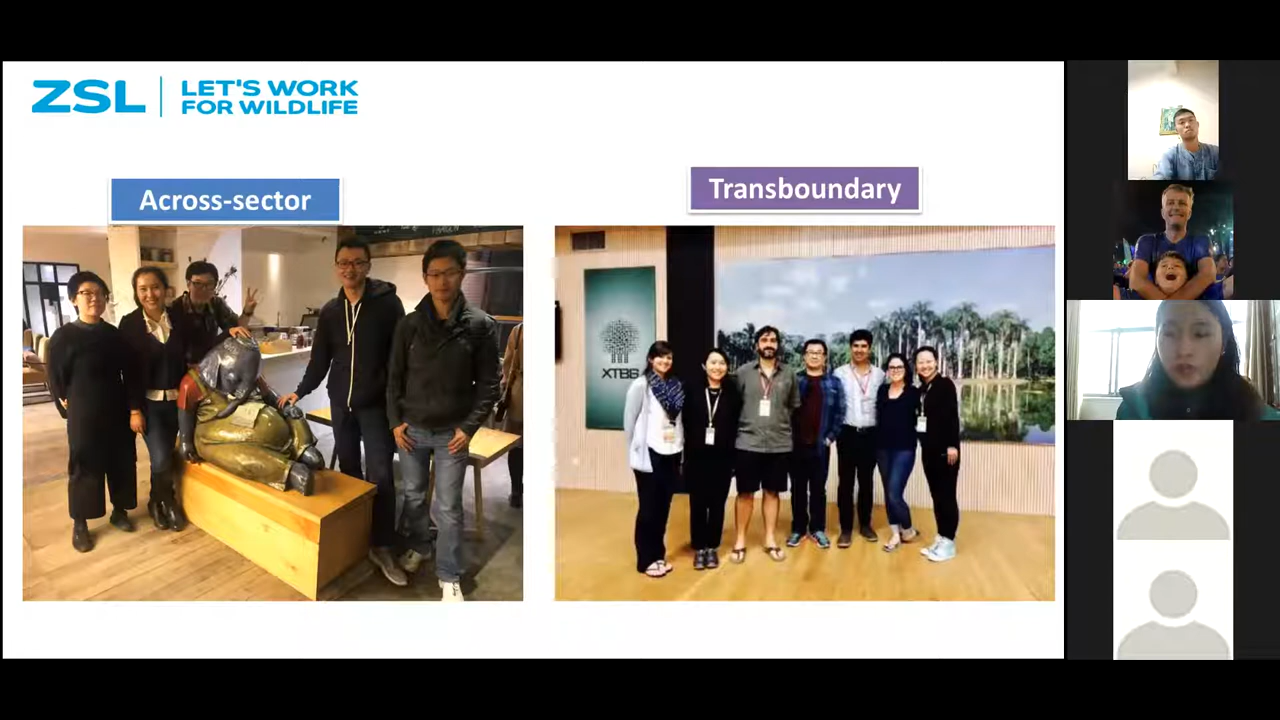 ZSL
LET'S WORK
FOR WILDLIFE
Across-sector
Transboundary
XTBG